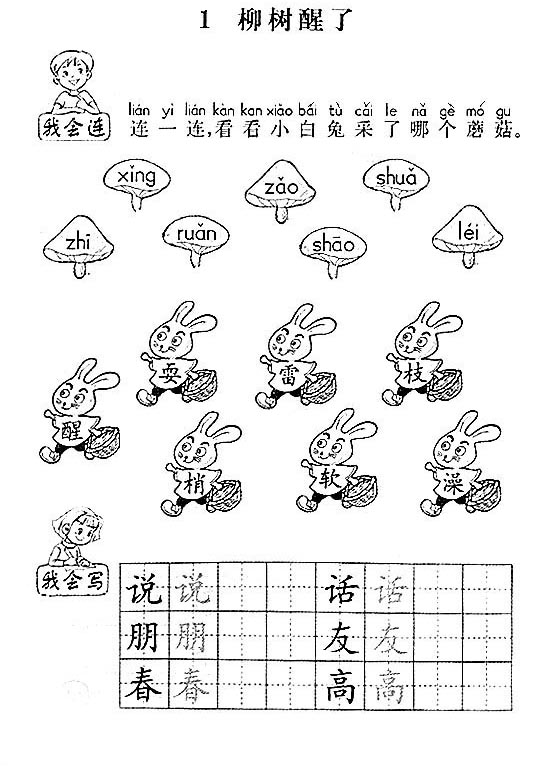 1 柳树醒了
lián yi lián kàn kan xiǎo bái tù cǎi le nǎ gè mó gu
我会连
连一连,看看小白兔采了哪个蘑菇。
xǐng
zǎo
shuǎ
zhī
ruǎn
shāo
léi
耍
雷
枝
醒
梢
软
澡
我会写
说 说 话 话
朋 朋 友 友
春 春 高 高